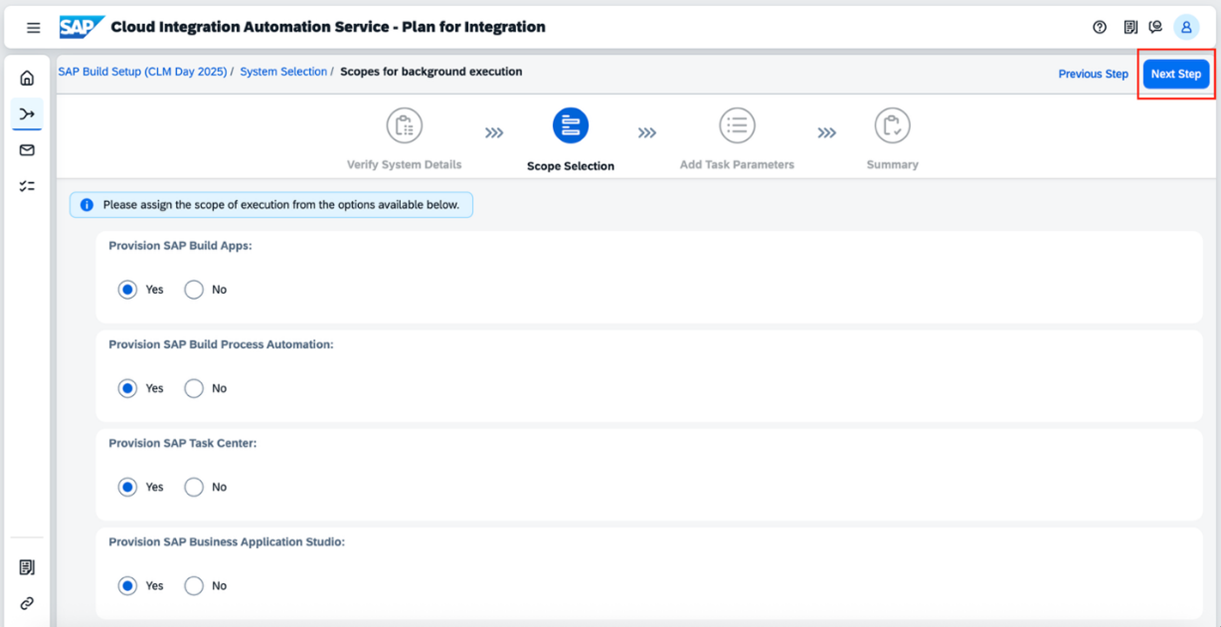 SAP Cloud Integration Automation Service - Plan for Integration
SAP Build Setup (CLM Day 2025) / System Selection / Scopes for background execution
Previous Step
Next Step
Verify System Details
Scope Selection
Add Task Parameters
Summary
Please assign the scope of execution from the options available below.
Provision SAP Build Apps:
Yes No
Provision SAP Build Process Automation:
Yes No
Provision SAP Task Center:
Yes No
Provision SAP Business Application Studio:
Yes No